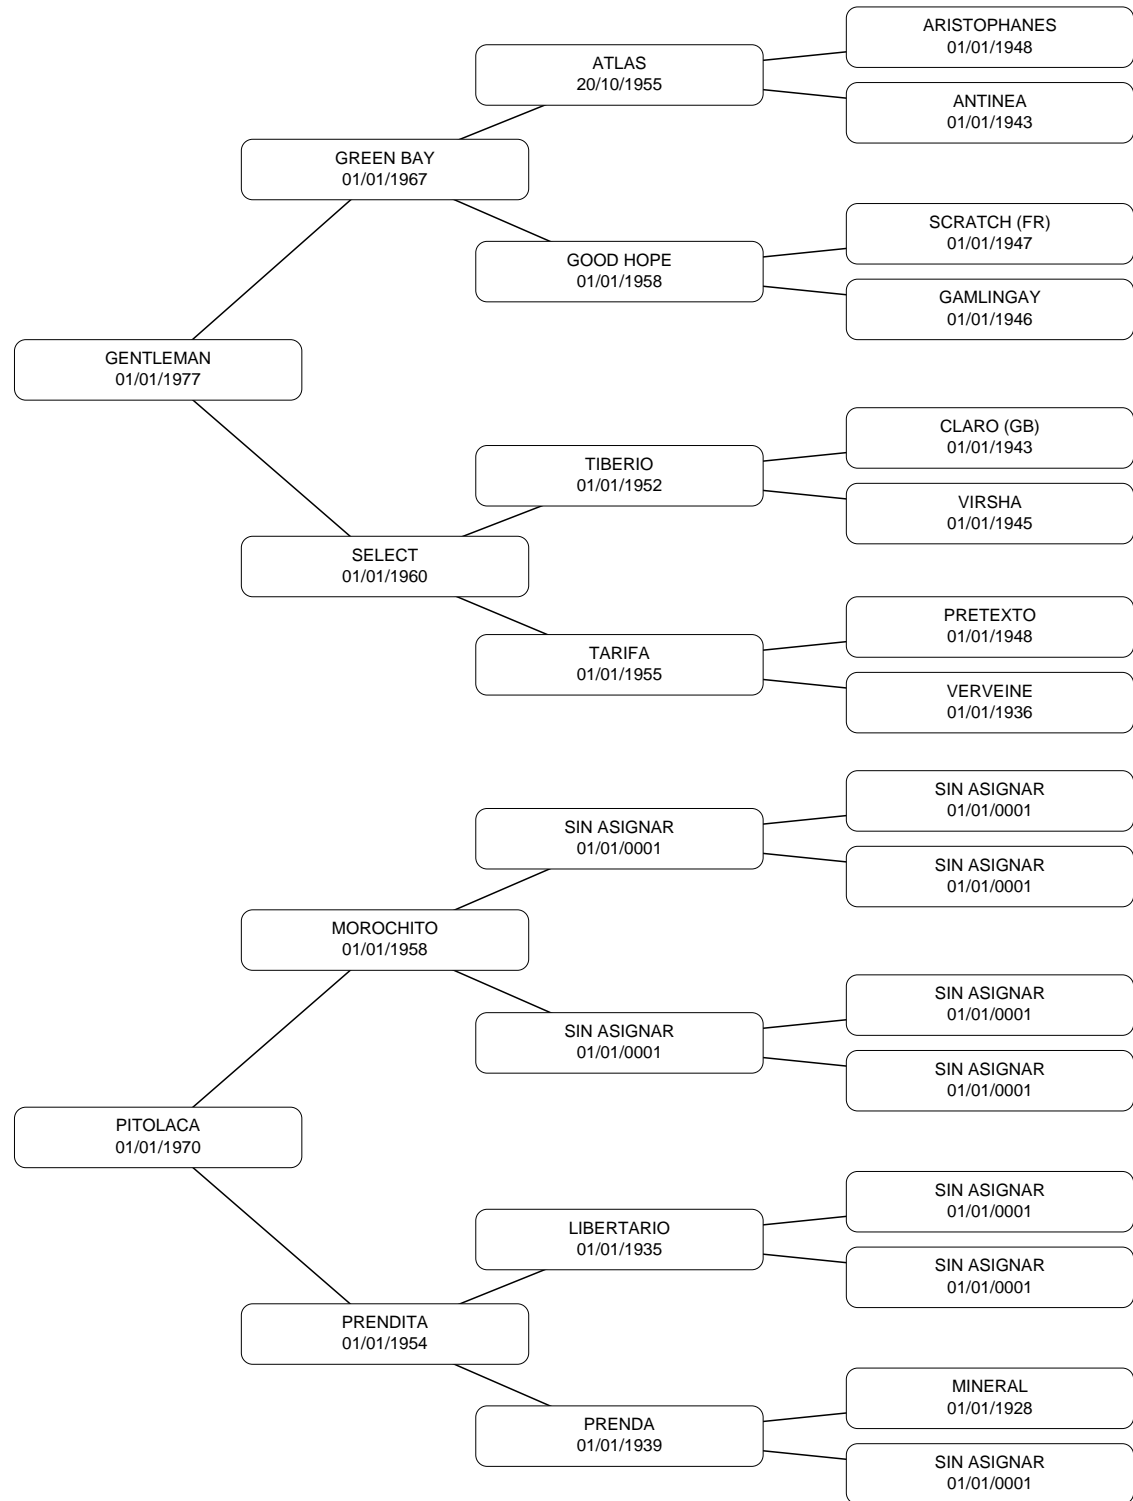 ARISTOPHANES
01/01/1948
ATLAS
20/10/1955
ANTINEA
01/01/1943
GREEN BAY
01/01/1967
SCRATCH (FR)
01/01/1947
GOOD HOPE
01/01/1958
GAMLINGAY
01/01/1946
GENTLEMAN
01/01/1977
CLARO (GB)
01/01/1943
TIBERIO
01/01/1952
VIRSHA
01/01/1945
SELECT
01/01/1960
PRETEXTO
01/01/1948
TARIFA
01/01/1955
VERVEINE
01/01/1936
SIN ASIGNAR
01/01/0001
SIN ASIGNAR
01/01/0001
SIN ASIGNAR
01/01/0001
MOROCHITO
01/01/1958
SIN ASIGNAR
01/01/0001
SIN ASIGNAR
01/01/0001
SIN ASIGNAR
01/01/0001
PITOLACA
01/01/1970
SIN ASIGNAR
01/01/0001
LIBERTARIO
01/01/1935
SIN ASIGNAR
01/01/0001
PRENDITA
01/01/1954
MINERAL
01/01/1928
PRENDA
01/01/1939
SIN ASIGNAR
01/01/0001